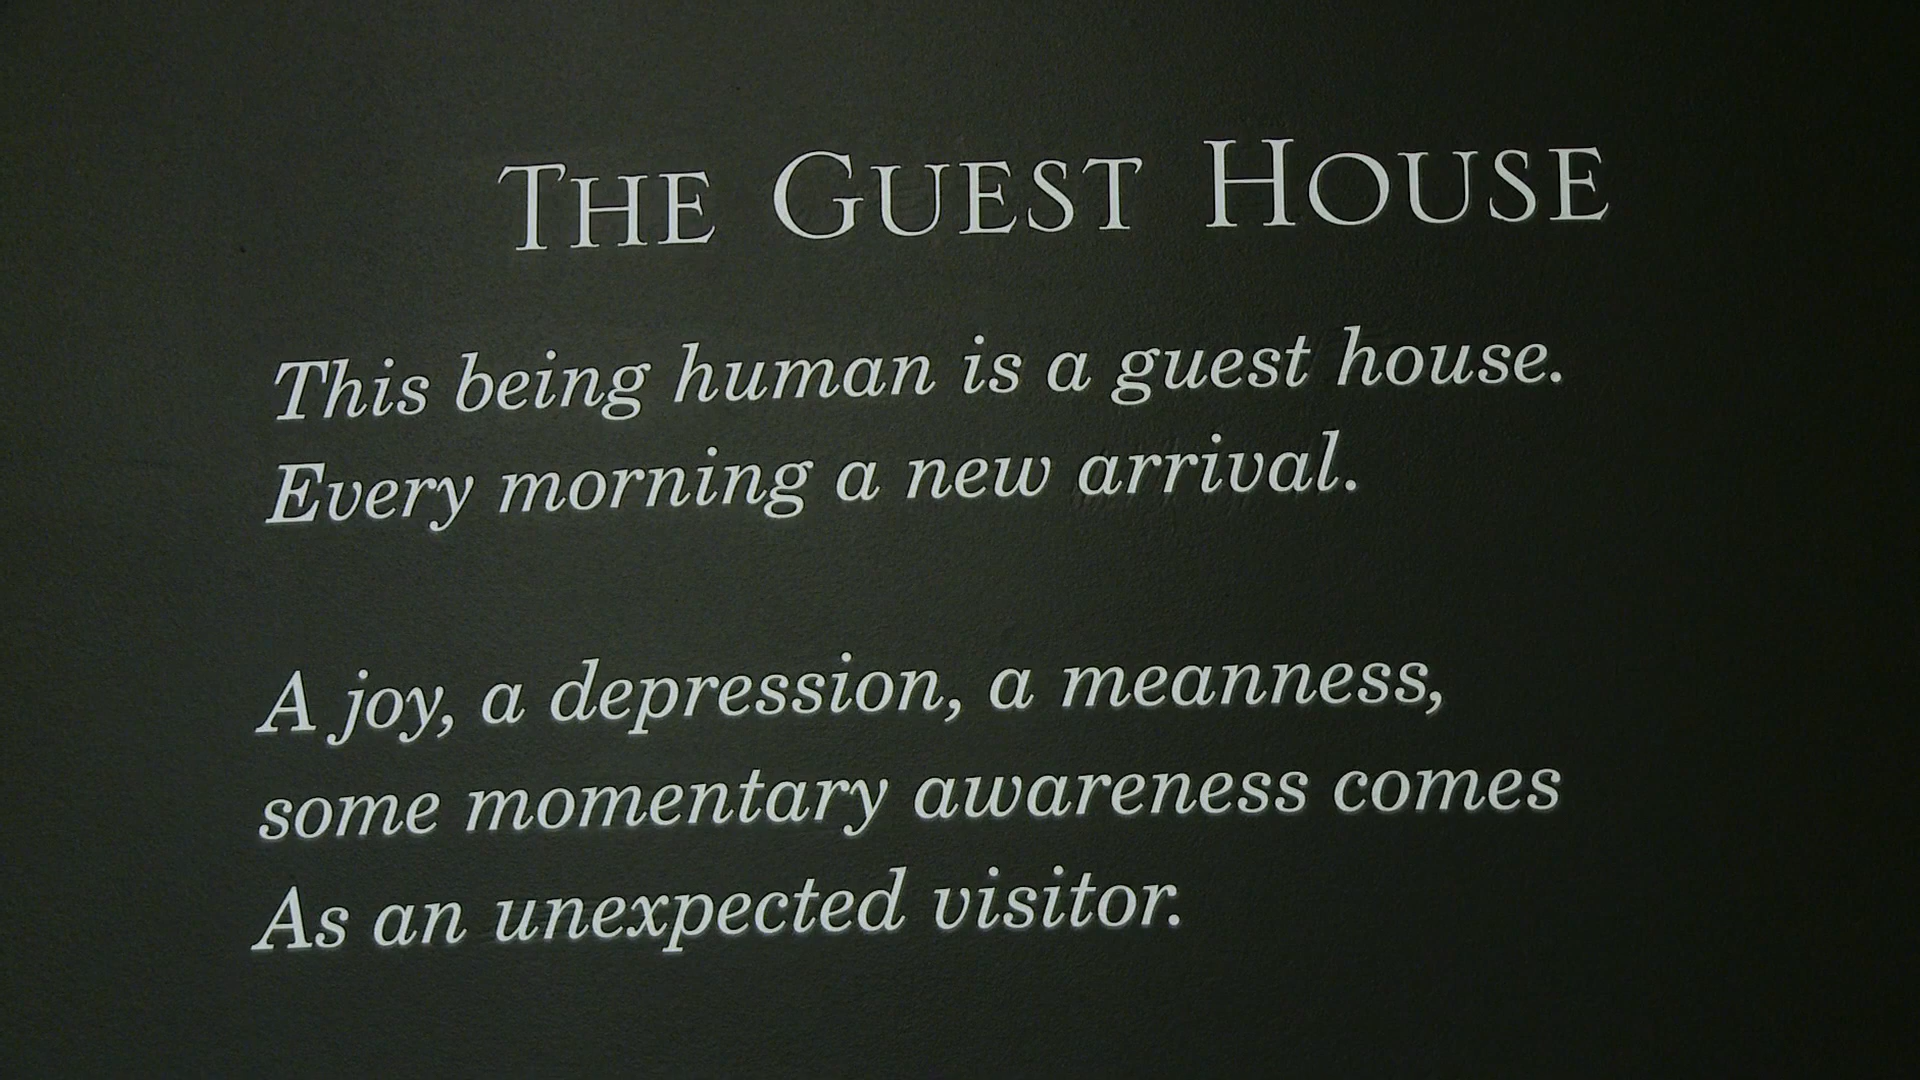 THE GUEST HOUSE
This being human is a guest house.
Every morning a new arrival.
A joy, a depression, a meanness,
some momentary awareness comes
As an unexpected visitor.